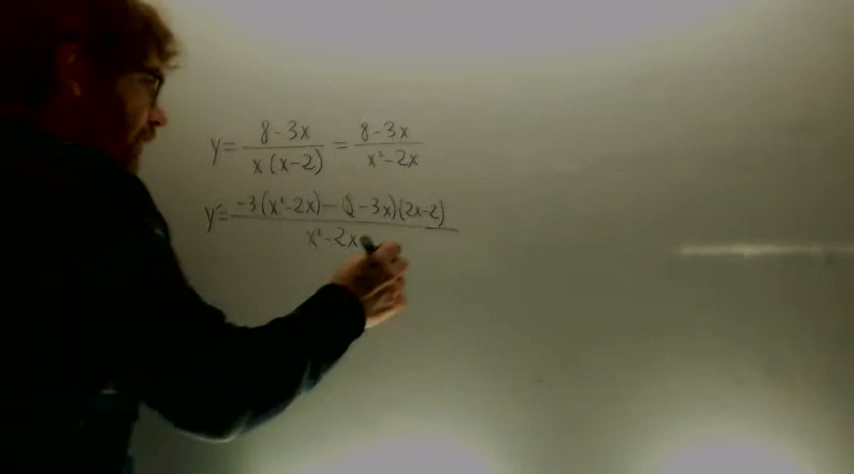 y = 8-3x / x(x-2) = 8-3x / x²-2x
y' = -3(x²-2x) - (8-3x)(2x-2) / x²-2x